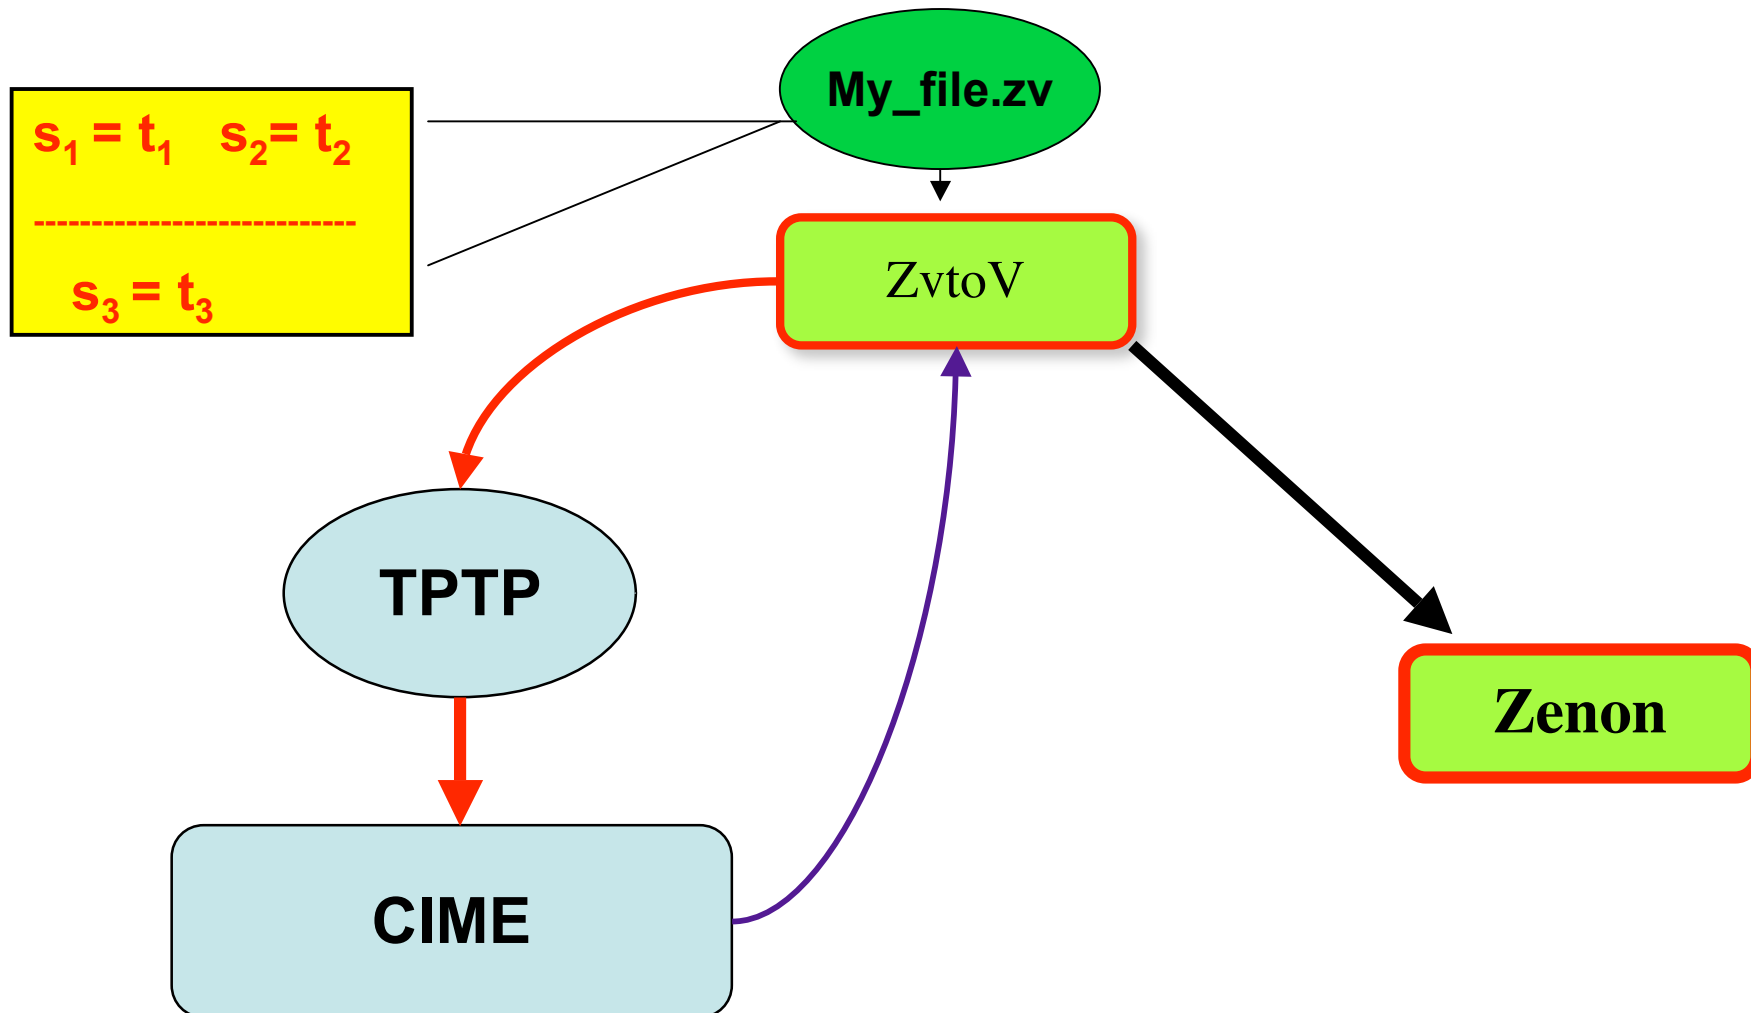 My_file.zv
s₁ = t₁ s₂= t₂
----------------------------
s₃ = t₃
ZvtoV
TPTP
Zenon
CIME